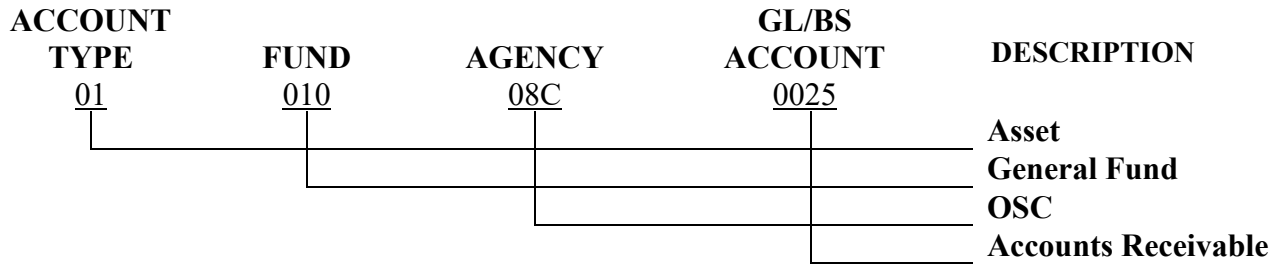 ACCOUNT TYPE FUND AGENCY GL/BS ACCOUNT DESCRIPTION
01 010 08C 0025
Asset
General Fund
OSC
Accounts Receivable